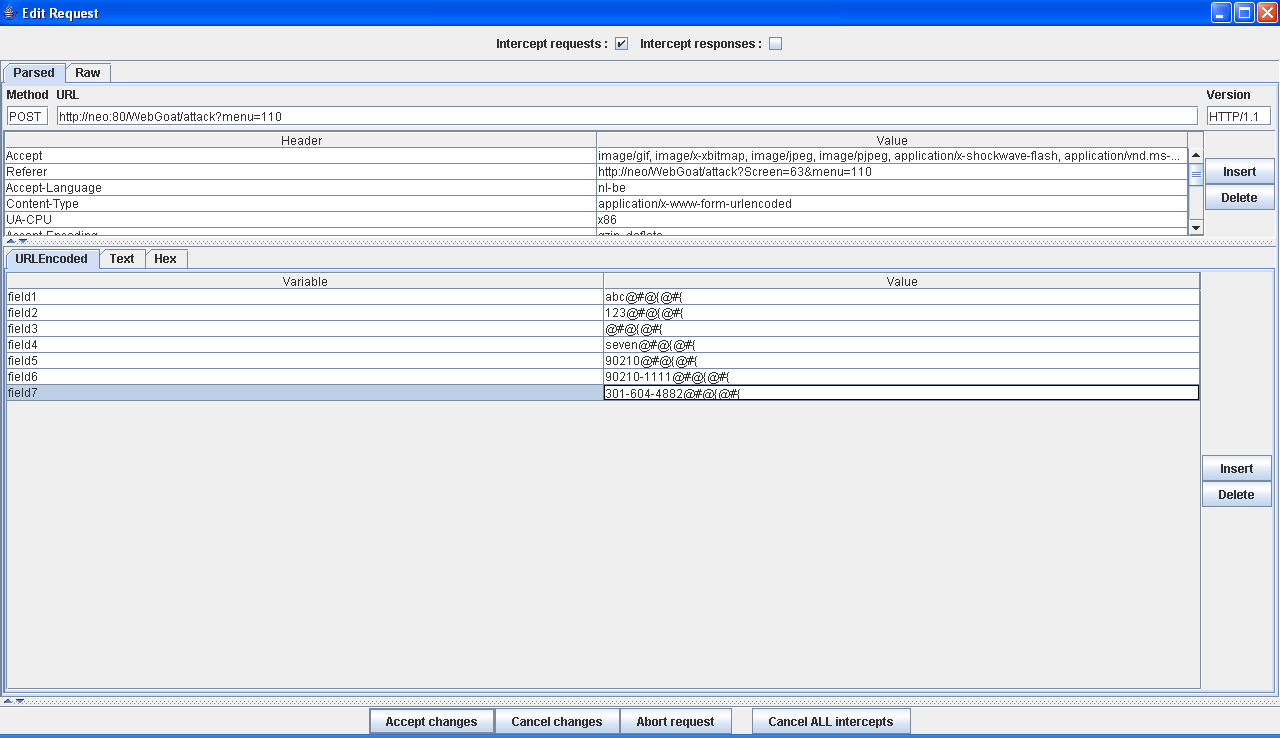 Edit Request
Intercept requests : Intercept responses :
Parsed Raw
Method URL Version
POST http://neo:80/WebGoat/attack?menu=110 HTTP/1.1
Header Value
Accept image/gif, image/x-xbitmap, image/jpeg, image/pjpeg, application/x-shockwave-flash, application/vnd.ms-...
Referer http://neo/WebGoat/attack?Screen=63&menu=110
Insert
Accept-Language nl-be
Delete
Content-Type application/x-www-form-urlencoded
UA-CPU x86
Accept-Encoding gzip, deflate
URLEncoded Text Hex
Variable Value
field1 abc@#@{@#{
field2 123@#@{@#{
field3 @#@{@#{
field4 seven@#@{@#{
field5 90210@#@{@#{
field6 90210-1111@#@{@#{
field7 301-604-4882@#@{@#{
Insert
Delete
Accept changes Cancel changes Abort request Cancel ALL intercepts